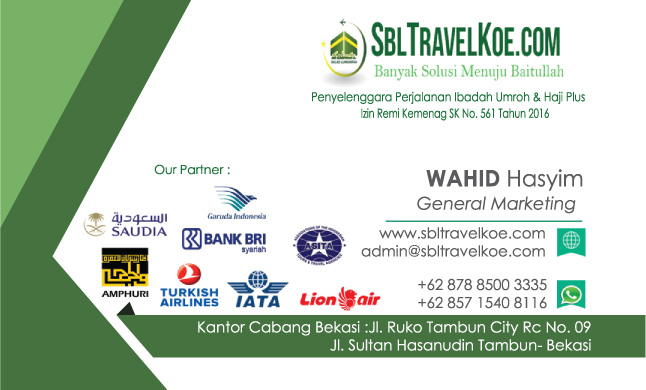 SBLTRAVELKOE.COM
Banyak Solusi Menuju Baitullah
Penyelenggara Perjalanan Ibadah Umroh & Haji Plus
Izin Remi Kemenag SK No. 561 Tahun 2016
Our Partner :
WAHID Hasyim
General Marketing
Garuda Indonesia
السعودية
SAUDIA
BANK BRI
syariah
ASITA
www.sbltravelkoe.com
admin@sbltravelkoe.com
AMPHURI
TURKISH
AIRLINES
IATA
Lion air
+62 878 8500 3335
+62 857 1540 8116
Kantor Cabang Bekasi :Jl. Ruko Tambun City Rc No. 09
Jl. Sultan Hasanudin Tambun- Bekasi